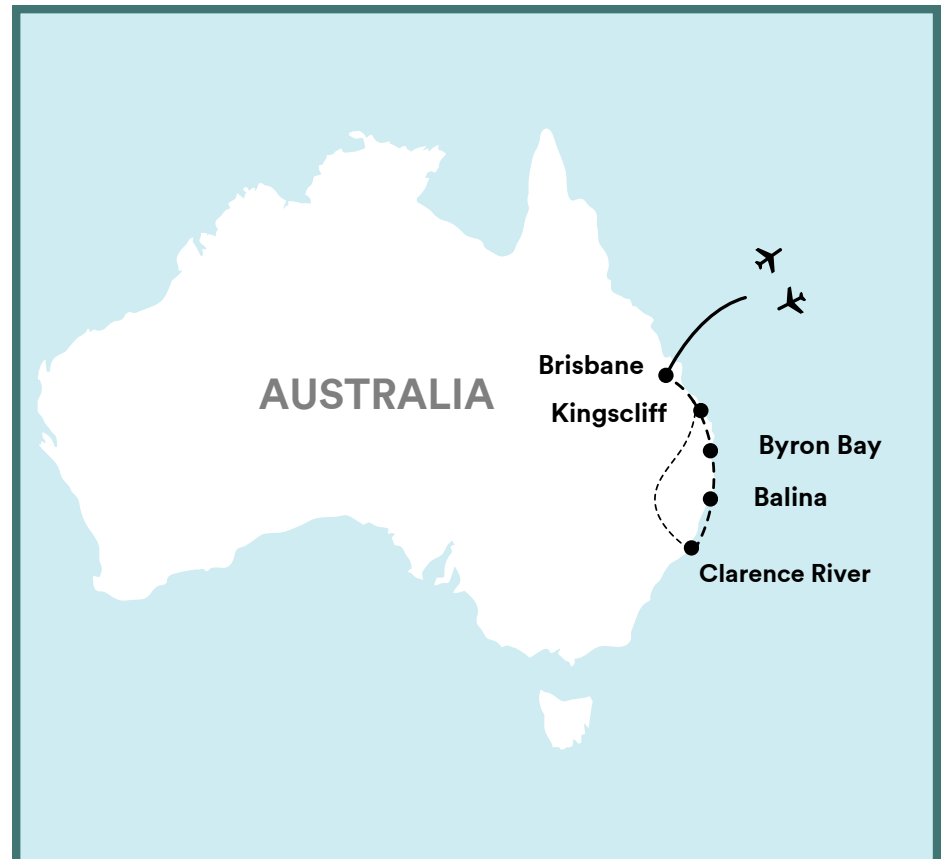 Brisbane
AUSTRALIA
Kingscliff
Byron Bay
Balina
Clarence River